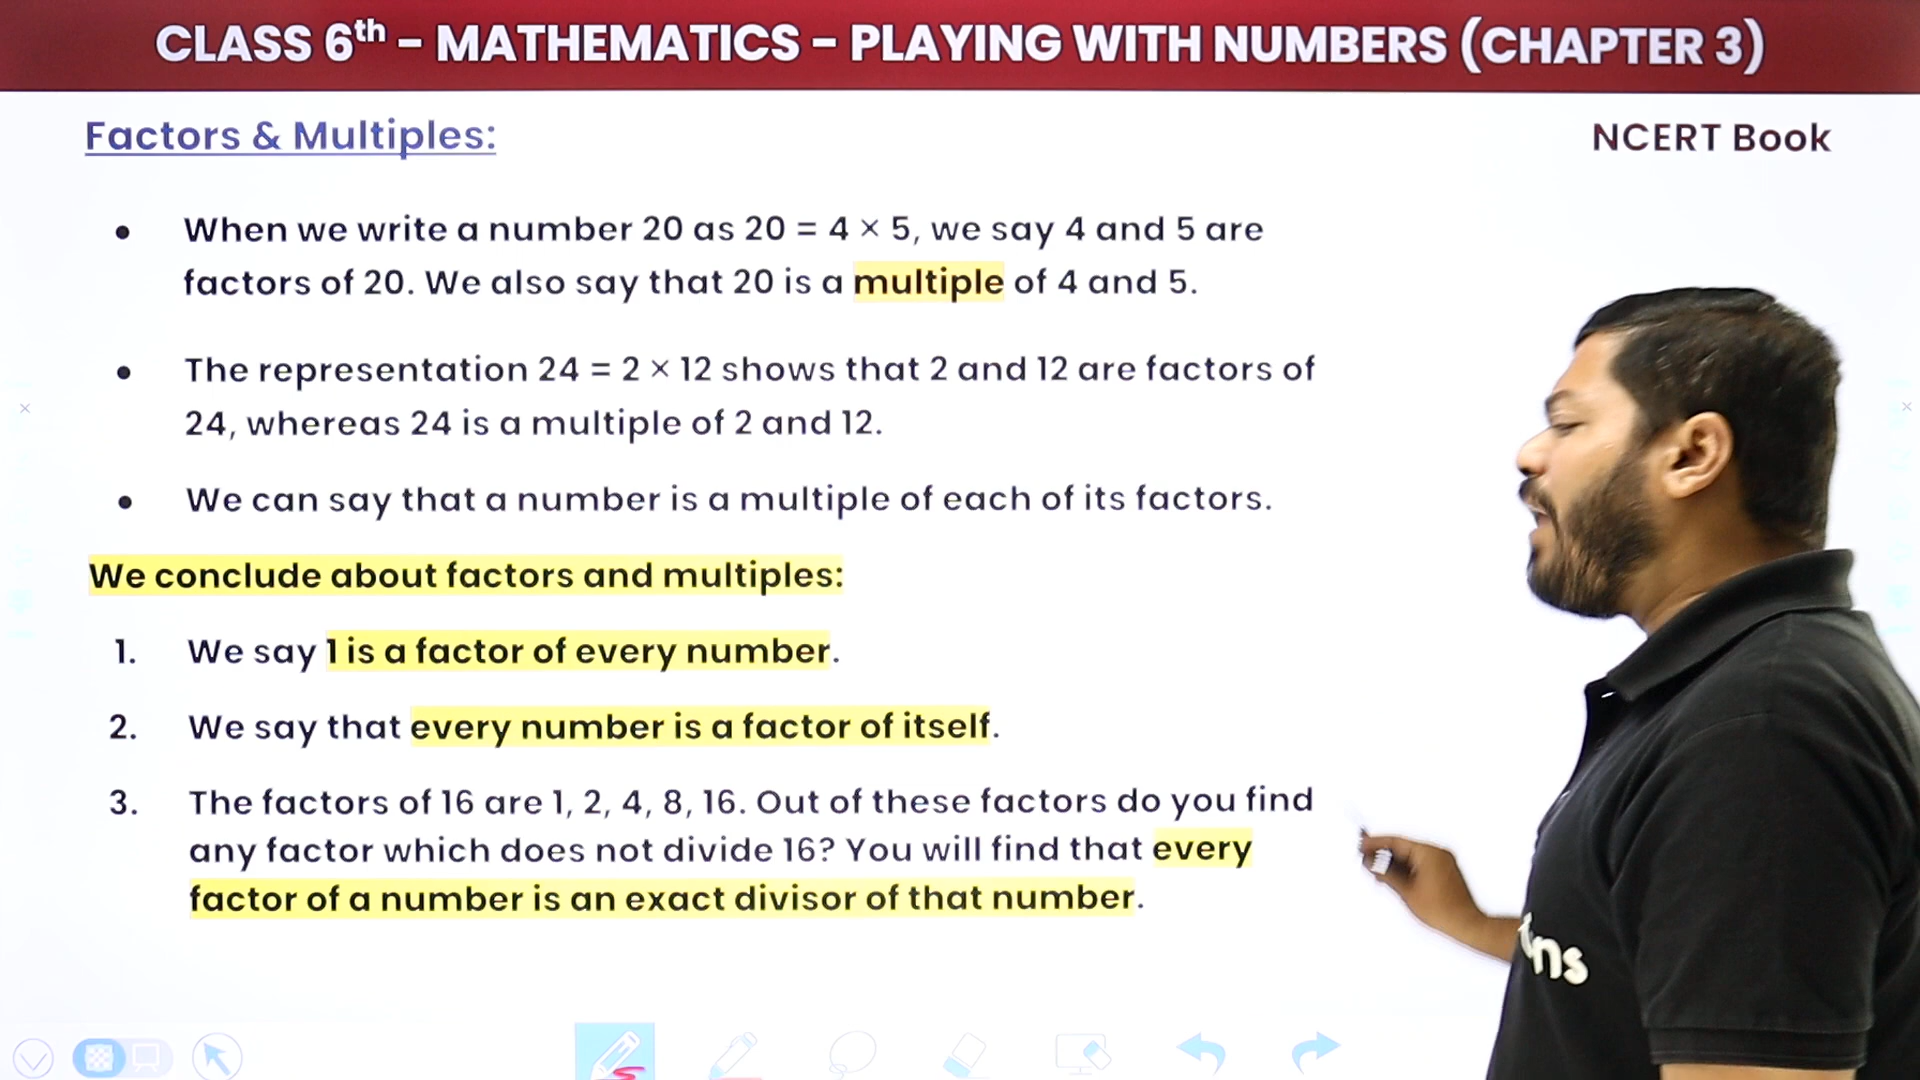 CLASS 6th – MATHEMATICS – PLAYING WITH NUMBERS (CHAPTER 3)
Factors & Multiples:
NCERT Book
• When we write a number 20 as 20 = 4 × 5, we say 4 and 5 are
factors of 20. We also say that 20 is a multiple of 4 and 5.
• The representation 24 = 2 × 12 shows that 2 and 12 are factors of
24, whereas 24 is a multiple of 2 and 12.
• We can say that a number is a multiple of each of its factors.
We conclude about factors and multiples:
1. We say 1 is a factor of every number.
2. We say that every number is a factor of itself.
3. The factors of 16 are 1, 2, 4, 8, 16. Out of these factors do you find
any factor which does not divide 16? You will find that every
factor of a number is an exact divisor of that number.